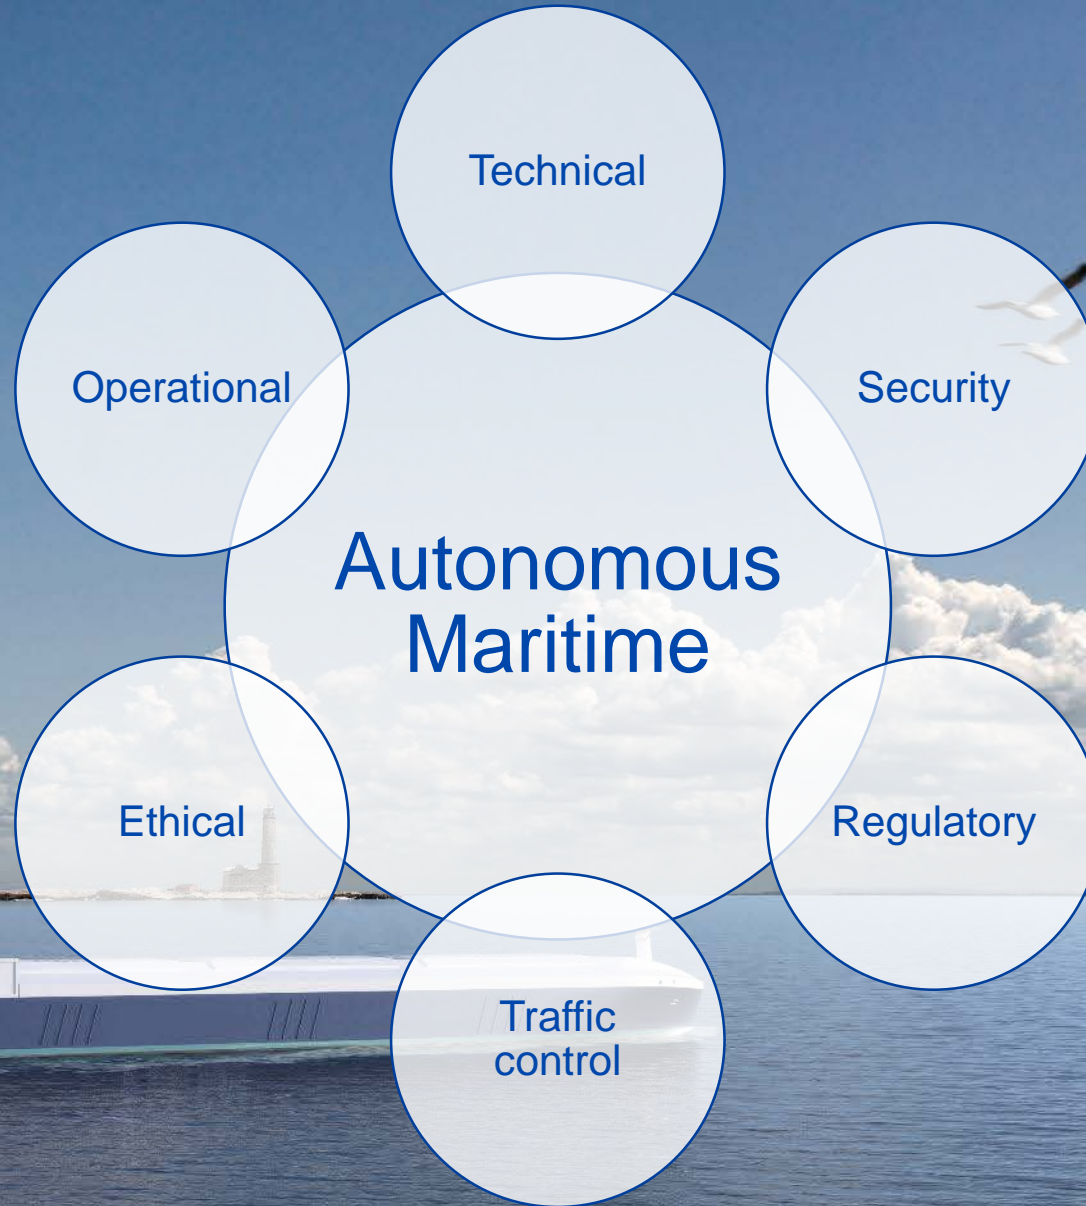 Technical
Operational
Security
Autonomous
Maritime
Ethical
Regulatory
Traffic
control